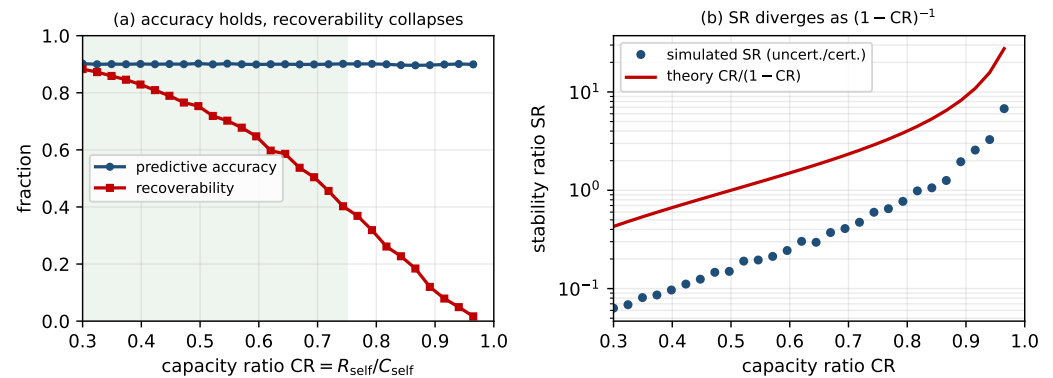 (a) accuracy holds, recoverability collapses
1.0
0.8
0.6
0.4
0.2
0.0
fraction
predictive accuracy
recoverability
0.3 0.4 0.5 0.6 0.7 0.8 0.9 1.0
capacity ratio CR = R_self/C_self
(b) SR diverges as (1 − CR)⁻¹
10¹
10⁰
10⁻¹
stability ratio SR
simulated SR (uncert./cert.)
theory CR/(1 − CR)
0.3 0.4 0.5 0.6 0.7 0.8 0.9 1.0
capacity ratio CR